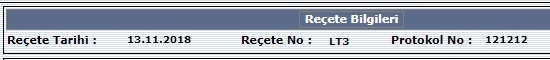 Reçete Bilgileri
Reçete Tarihi : 13.11.2018 Reçete No : LT3 Protokol No : 121212